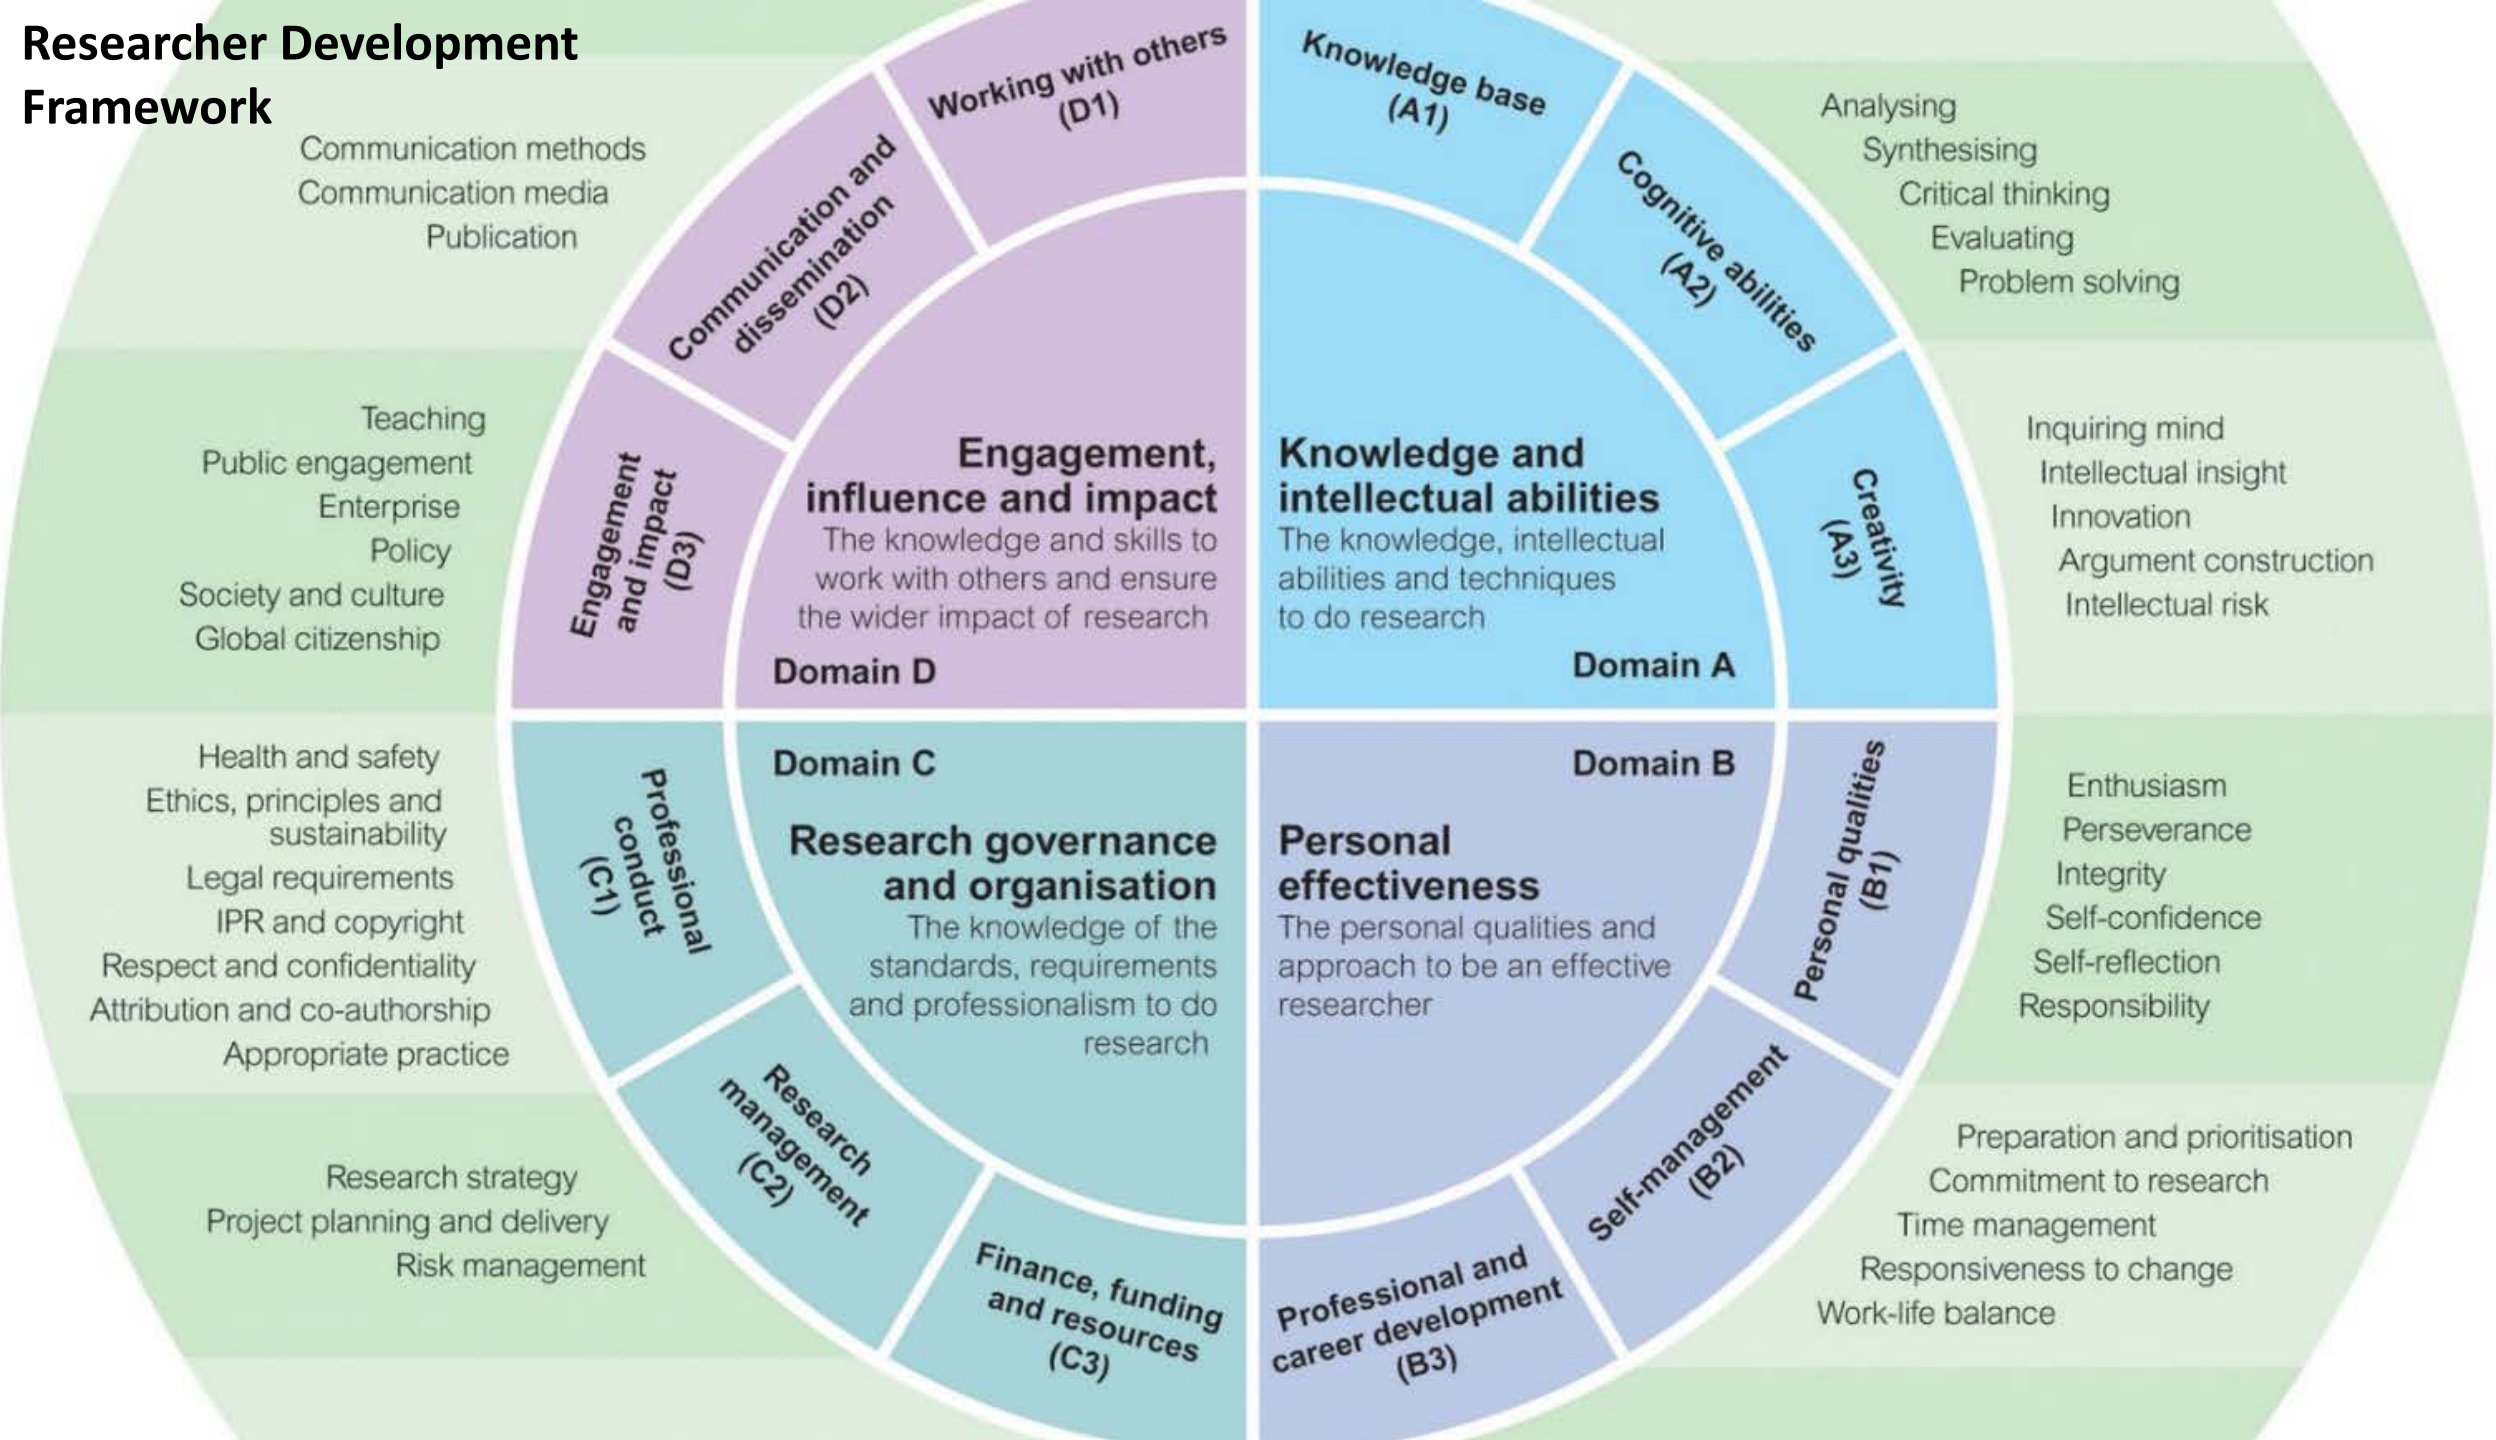 Researcher Development
Framework
Working with others
(D1)
Knowledge base
(A1)
Communication methods
Communication media
Publication
Communication and
dissemination
(D2)
Cognitive abilities
(A2)
Analysing
Synthesising
Critical thinking
Evaluating
Problem solving
Teaching
Public engagement
Enterprise
Policy
Society and culture
Global citizenship
Engagement
and impact
(D3)
Engagement,
influence and impact
The knowledge and skills to
work with others and ensure
the wider impact of research
Domain D
Knowledge and
intellectual abilities
The knowledge, intellectual
abilities and techniques
to do research
Domain A
Creativity
(A3)
Inquiring mind
Intellectual insight
Innovation
Argument construction
Intellectual risk
Health and safety
Ethics, principles and
sustainability
Legal requirements
IPR and copyright
Respect and confidentiality
Attribution and co-authorship
Appropriate practice
Professional
conduct
(C1)
Domain C
Research governance
and organisation
The knowledge of the
standards, requirements
and professionalism to do
research
Domain B
Personal
effectiveness
The personal qualities and
approach to be an effective
researcher
Personal qualities
(B1)
Enthusiasm
Perseverance
Integrity
Self-confidence
Self-reflection
Responsibility
Research strategy
Project planning and delivery
Risk management
Research
management
(C2)
Self-management
(B2)
Preparation and prioritisation
Commitment to research
Time management
Responsiveness to change
Work-life balance
Finance, funding
and resources
(C3)
Professional and
career development
(B3)